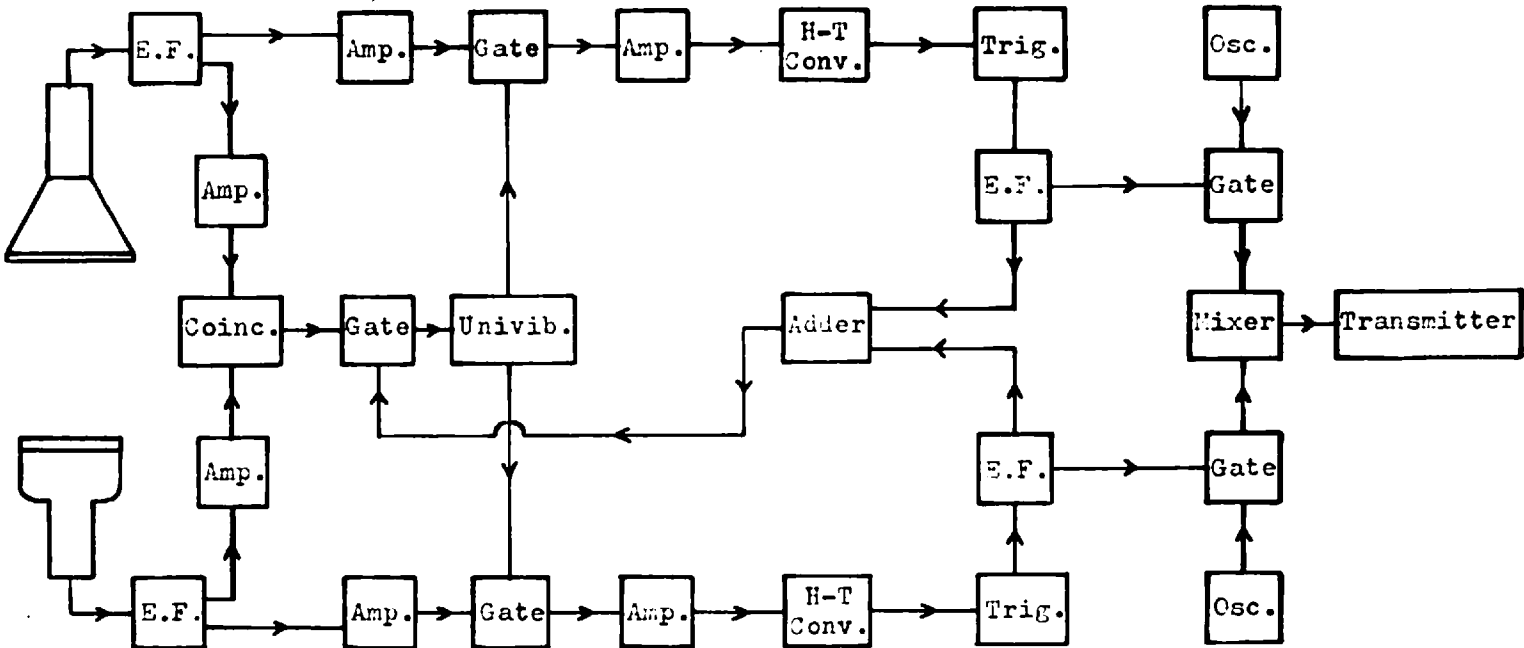 E.F.
Amp.
Gate
Amp.
H-T
Conv.
Trig.
Osc.
Amp.
E.F.
Gate
Coinc.
Gate
Univib.
Adder
Mixer
Transmitter
Amp.
E.F.
Gate
E.F.
Amp.
Gate
Amp.
H-T
Conv.
Trig.
Osc.